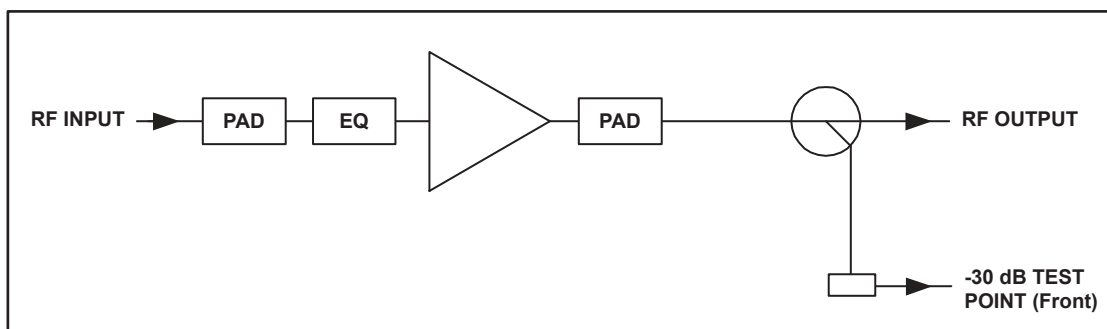 RF INPUT
PAD
EQ
PAD
RF OUTPUT
-30 dB TEST
POINT (Front)